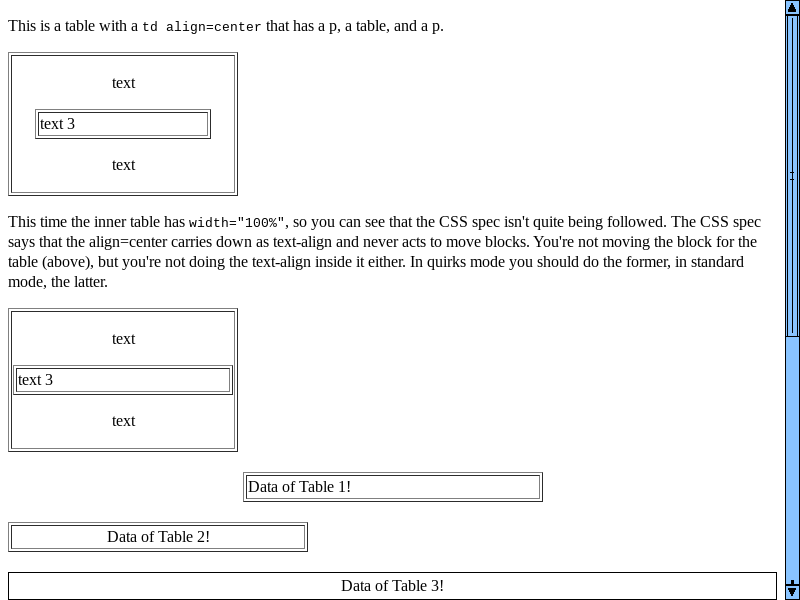 This is a table with a td align=center that has a p, a table, and a p.
text
text 3
text
This time the inner table has width="100%", so you can see that the CSS spec isn't quite being followed. The CSS spec
says that the align=center carries down as text-align and never acts to move blocks. You're not moving the block for the
table (above), but you're not doing the text-align inside it either. In quirks mode you should do the former, in standard
mode, the latter.
text
text 3
text
Data of Table 1!
Data of Table 2!
Data of Table 3!